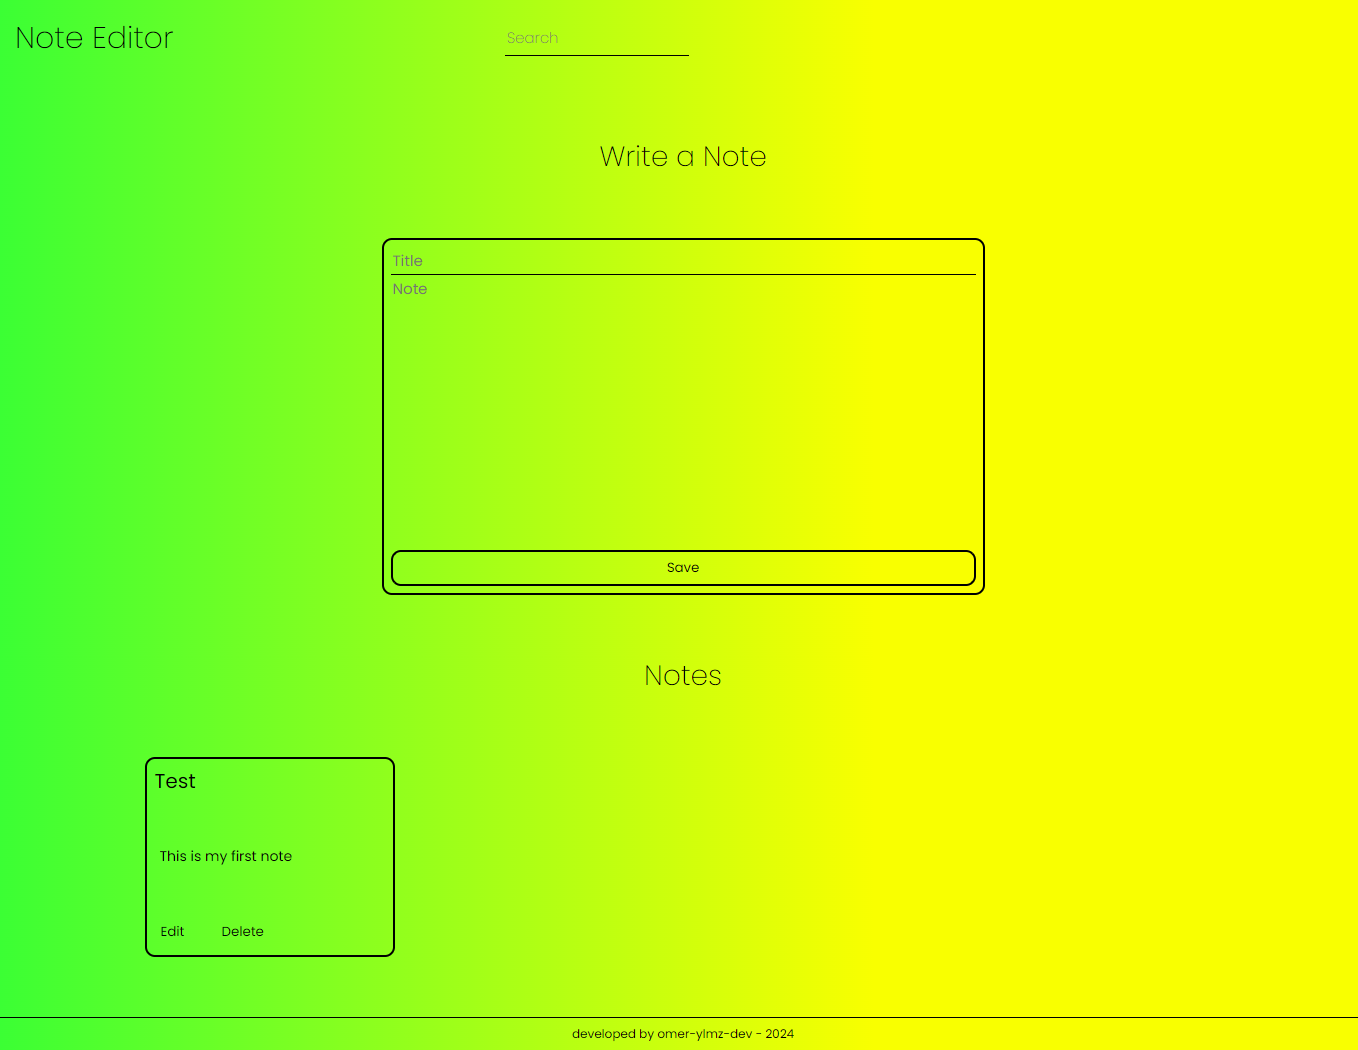 Note Editor
Search
Write a Note
Title
Note
Save
Notes
Test
This is my first note
Edit Delete
developed by omer-ylmz-dev - 2024